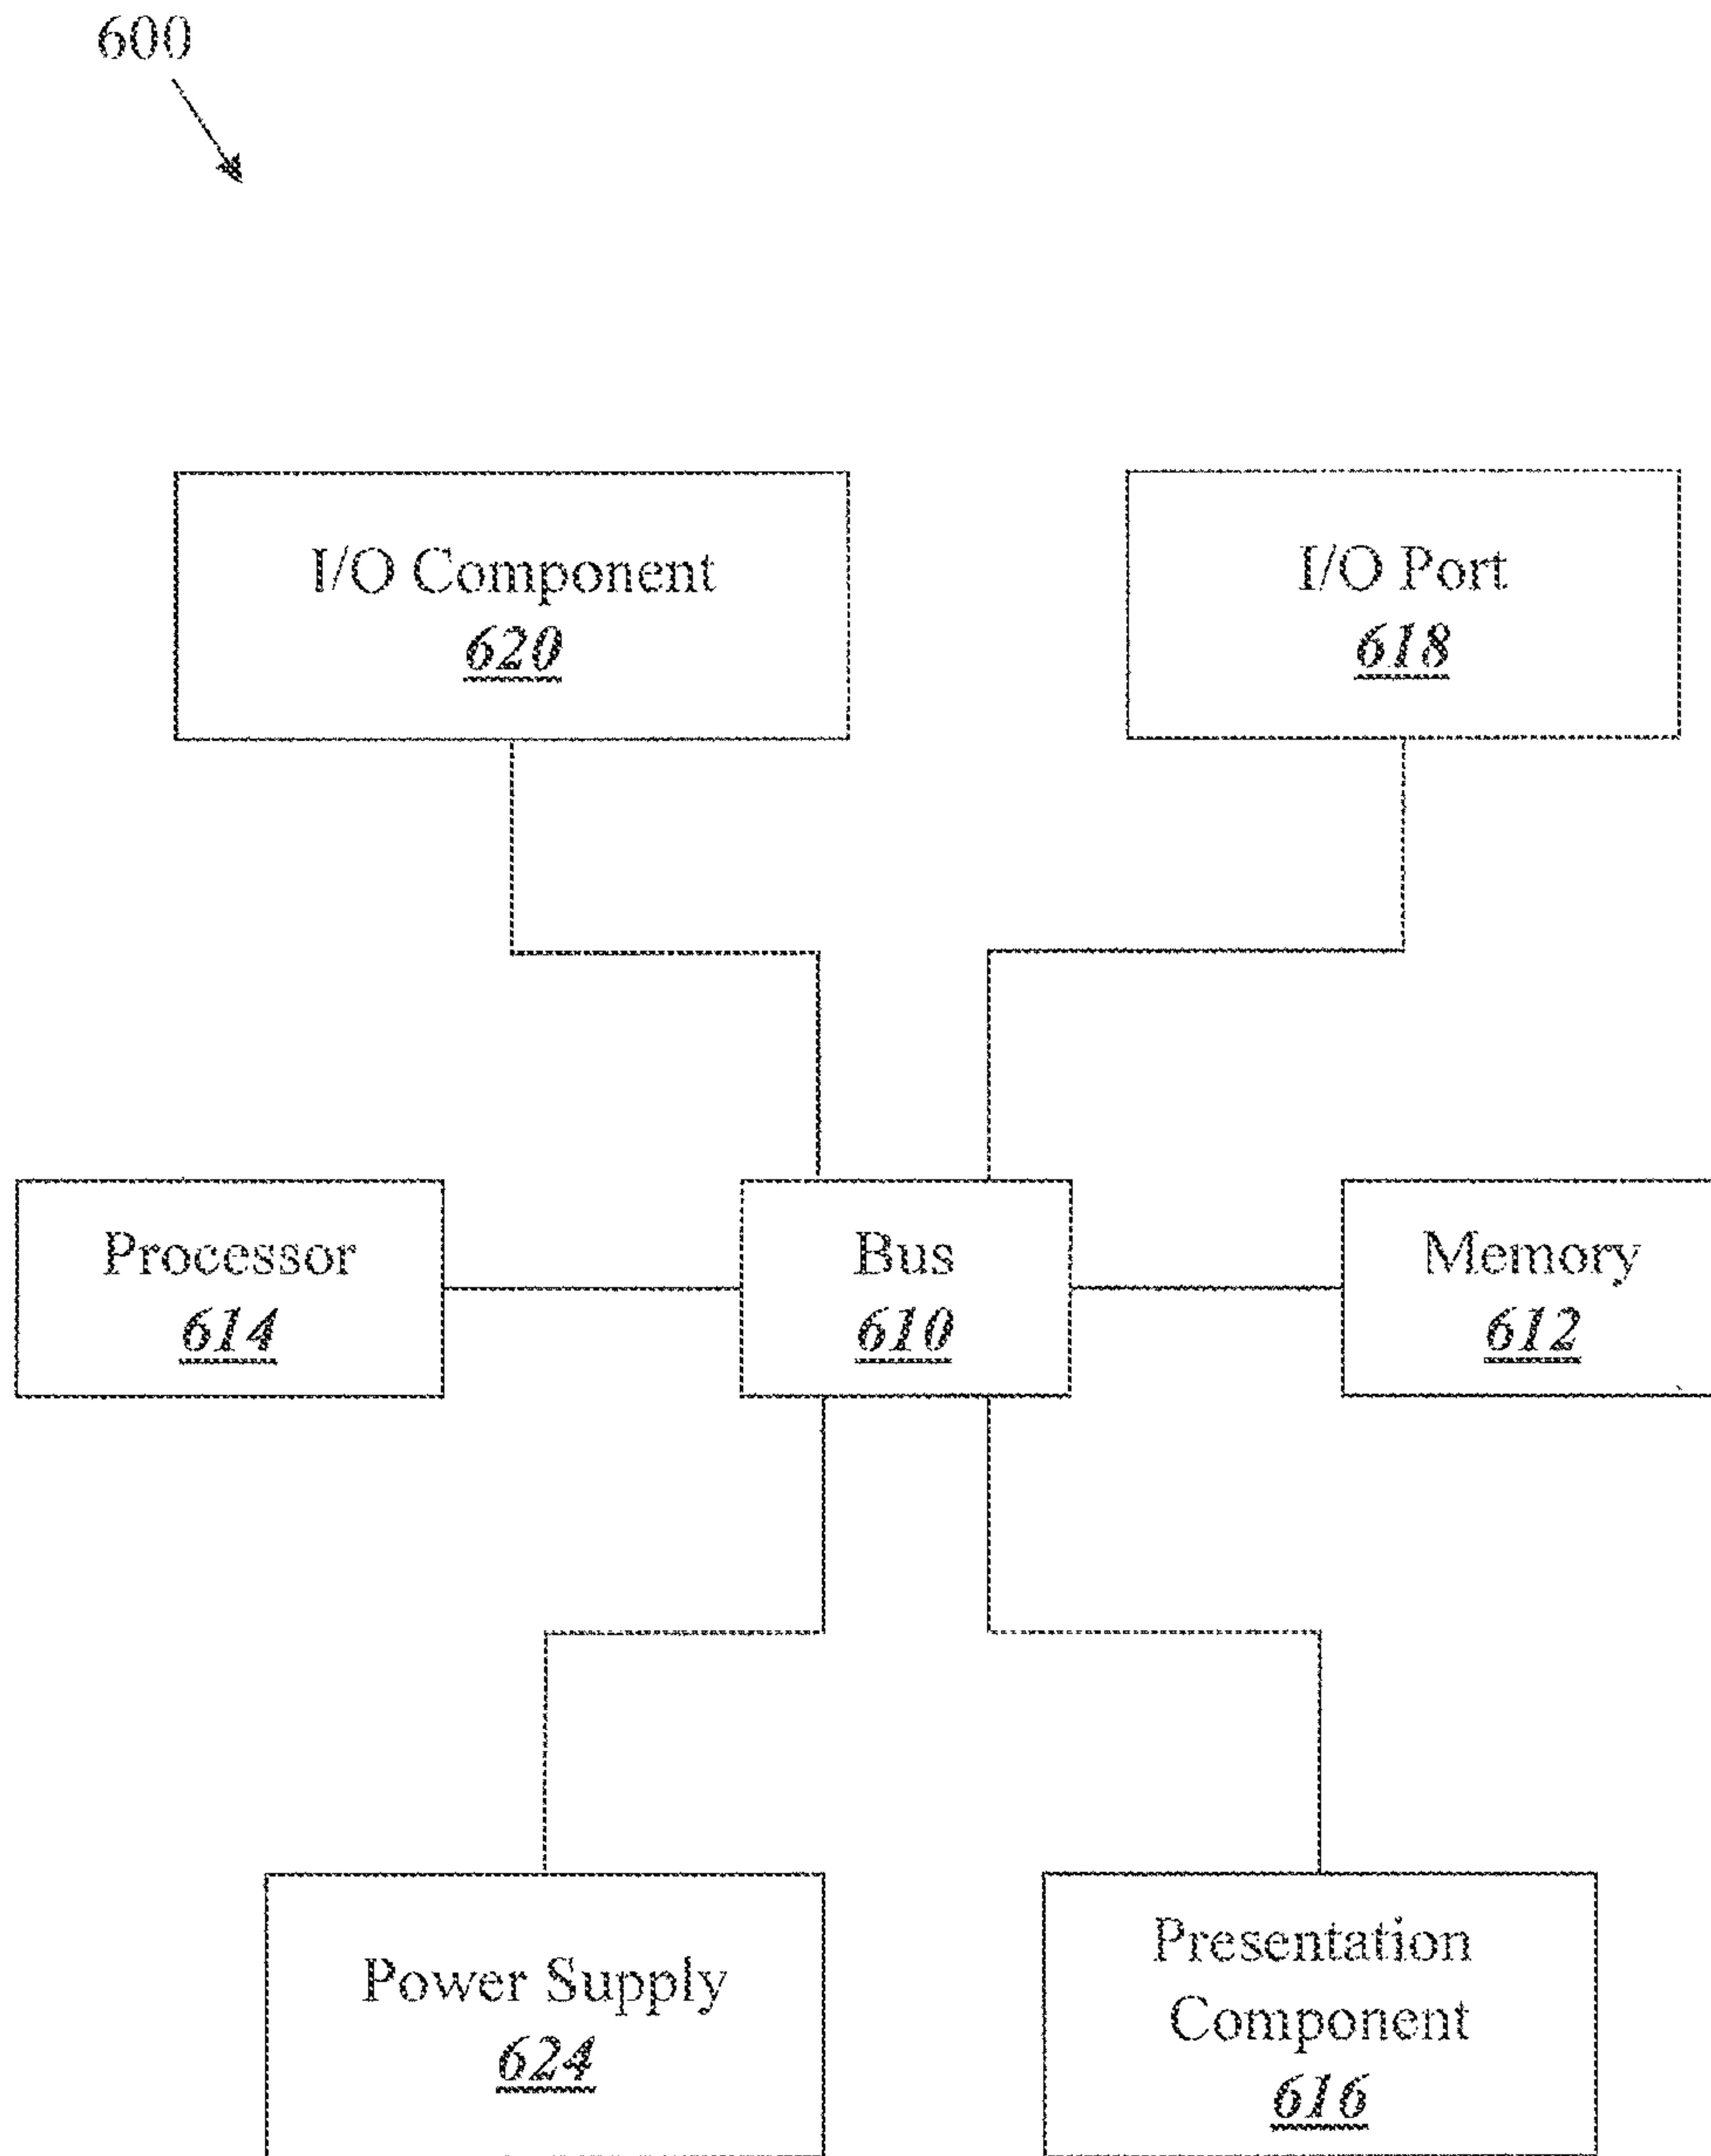 600
I/O Component
620
I/O Port
618
Processor
614
Bus
610
Memory
612
Power Supply
624
Presentation
Component
616